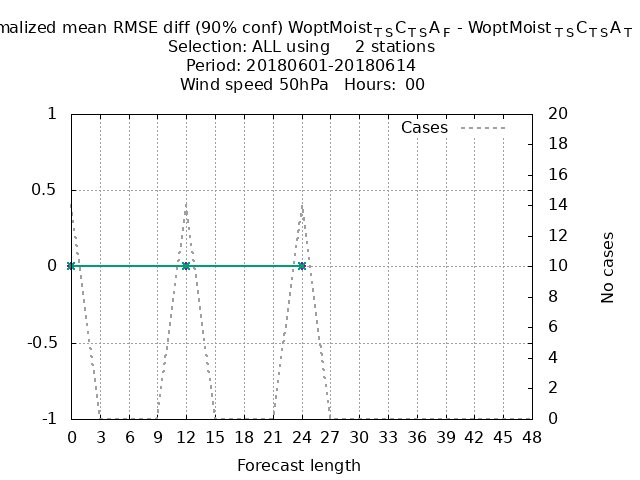 malized mean RMSE diff (90% conf) WoptMoistTSCTSAF - WoptMoistTSCTSAT
Selection: ALL using 2 stations
Period: 20180601-20180614
Wind speed 50hPa Hours: 00
Cases
1
0.5
0
-0.5
-1
20
18
16
14
12
10
8
6
4
2
0
No cases
0 3 6 9 12 15 18 21 24 27 30 33 36 39 42 45 48
Forecast length